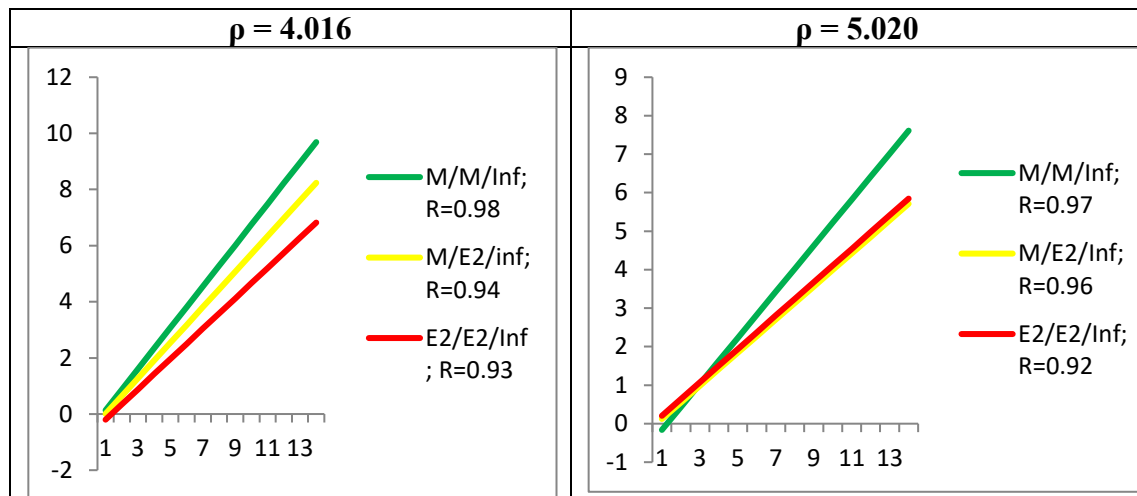 ρ = 4.016
ρ = 5.020
12
10
8
6
4
2
0
-2
1 3 5 7 9 11 13
M/M/Inf;
R=0.98
M/E2/inf;
R=0.94
E2/E2/Inf
; R=0.93
9
8
7
6
5
4
3
2
1
0
-1
1 3 5 7 9 11 13
M/M/Inf;
R=0.97
M/E2/Inf;
R=0.96
E2/E2/Inf;
R=0.92